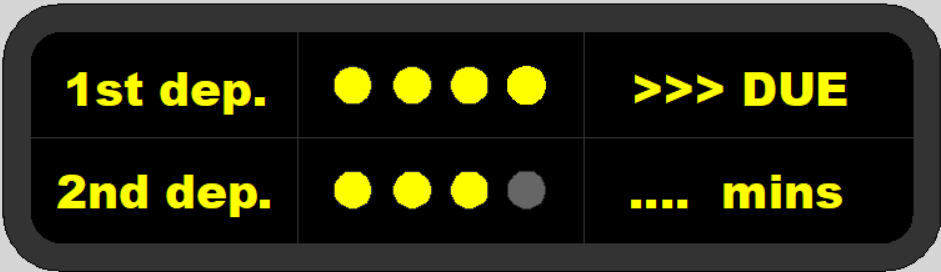 1st dep. >>> DUE
2nd dep. .... mins